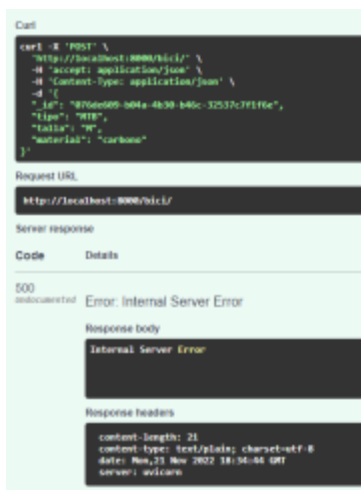 Curl
curl -X 'POST' \
'http://localhost:8000/bici/' \
-H 'accept: application/json' \
-H 'Content-Type: application/json' \
-d '{
"_id": "076de609-b04a-4b30-b46c-32537c7f1f6e",
"tipo": "MTB",
"talla": "M",
"material": "carbono"
}'
Request URL
http://localhost:8000/bici/
Server response
Code Details
500
Undocumented
Error: Internal Server Error
Response body
Internal Server Error
Response headers
content-length: 21
content-type: text/plain; charset=utf-8
date: Mon,21 Nov 2022 18:34:44 GMT
server: uvicorn